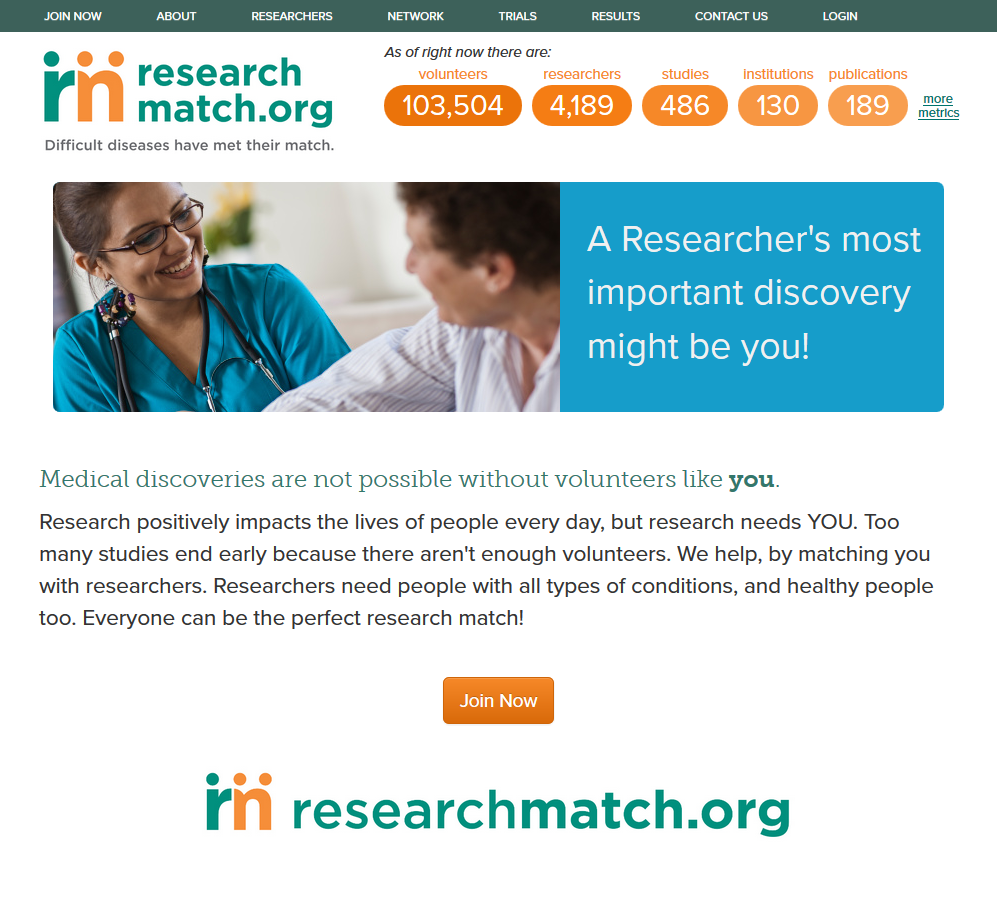 JOIN NOW ABOUT RESEARCHERS NETWORK TRIALS RESULTS CONTACT US LOGIN
research
match.org
Difficult diseases have met their match.
As of right now there are:
volunteers researchers studies institutions publications
103,504 4,189 486 130 189
more
metrics
A Researcher's most
important discovery
might be you!
Medical discoveries are not possible without volunteers like you.
Research positively impacts the lives of people every day, but research needs YOU. Too
many studies end early because there aren't enough volunteers. We help, by matching you
with researchers. Researchers need people with all types of conditions, and healthy people
too. Everyone can be the perfect research match!
Join Now
researchmatch.org